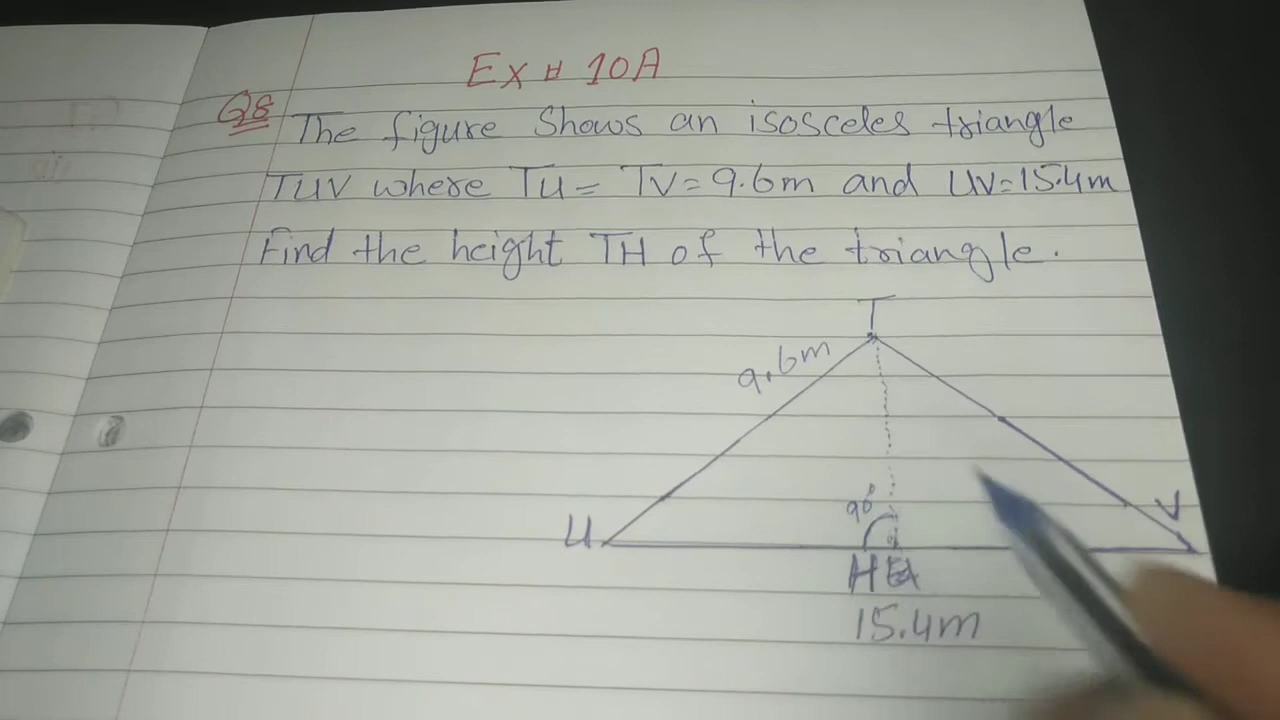 Ex # 10A
Q8 The figure Shows an isosceles triangle
TUV where TU = TV = 9.6m and UV = 15.4m
Find the height TH of the triangle.
T
9.6m
90°
U
V
H
15.4m